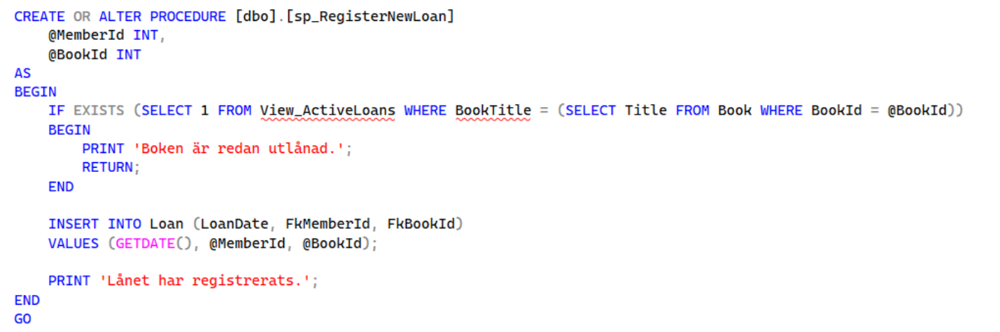 CREATE OR ALTER PROCEDURE [dbo].[sp_RegisterNewLoan]
    @MemberId INT,
    @BookId INT
AS
BEGIN
    IF EXISTS (SELECT 1 FROM View_ActiveLoans WHERE BookTitle = (SELECT Title FROM Book WHERE BookId = @BookId))
    BEGIN
        PRINT 'Boken är redan utlånad.';
        RETURN;
    END

    INSERT INTO Loan (LoanDate, FkMemberId, FkBookId)
    VALUES (GETDATE(), @MemberId, @BookId);

    PRINT 'Lånet har registrerats.';
END
GO